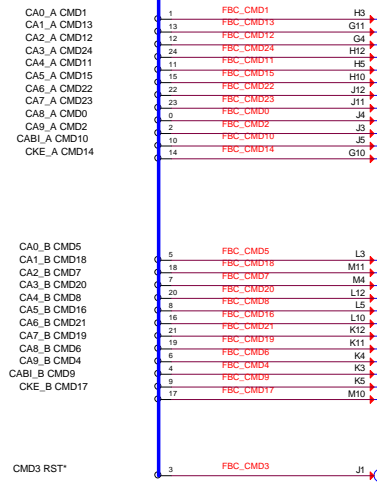 CA0_A CMD1 1 FBC_CMD1 H3
CA1_A CMD13 13 FBC_CMD13 G11
CA2_A CMD12 12 FBC_CMD12 G4
CA3_A CMD24 24 FBC_CMD24 H12
CA4_A CMD11 11 FBC_CMD11 H5
CA5_A CMD15 15 FBC_CMD15 H10
CA6_A CMD22 22 FBC_CMD22 J12
CA7_A CMD23 23 FBC_CMD23 J11
CA8_A CMD0 0 FBC_CMD0 J4
CA9_A CMD2 2 FBC_CMD2 J3
CABI_A CMD10 10 FBC_CMD10 J5
CKE_A CMD14 14 FBC_CMD14 G10
CA0_B CMD5 5 FBC_CMD5 L3
CA1_B CMD18 18 FBC_CMD18 M11
CA2_B CMD7 7 FBC_CMD7 M4
CA3_B CMD20 20 FBC_CMD20 L12
CA4_B CMD8 8 FBC_CMD8 L5
CA5_B CMD16 16 FBC_CMD16 L10
CA6_B CMD21 21 FBC_CMD21 K12
CA7_B CMD19 19 FBC_CMD19 K11
CA8_B CMD6 6 FBC_CMD6 K4
CA9_B CMD4 4 FBC_CMD4 K3
CABI_B CMD9 9 FBC_CMD9 K5
CKE_B CMD17 17 FBC_CMD17 M10
CMD3 RST* 3 FBC_CMD3 J1